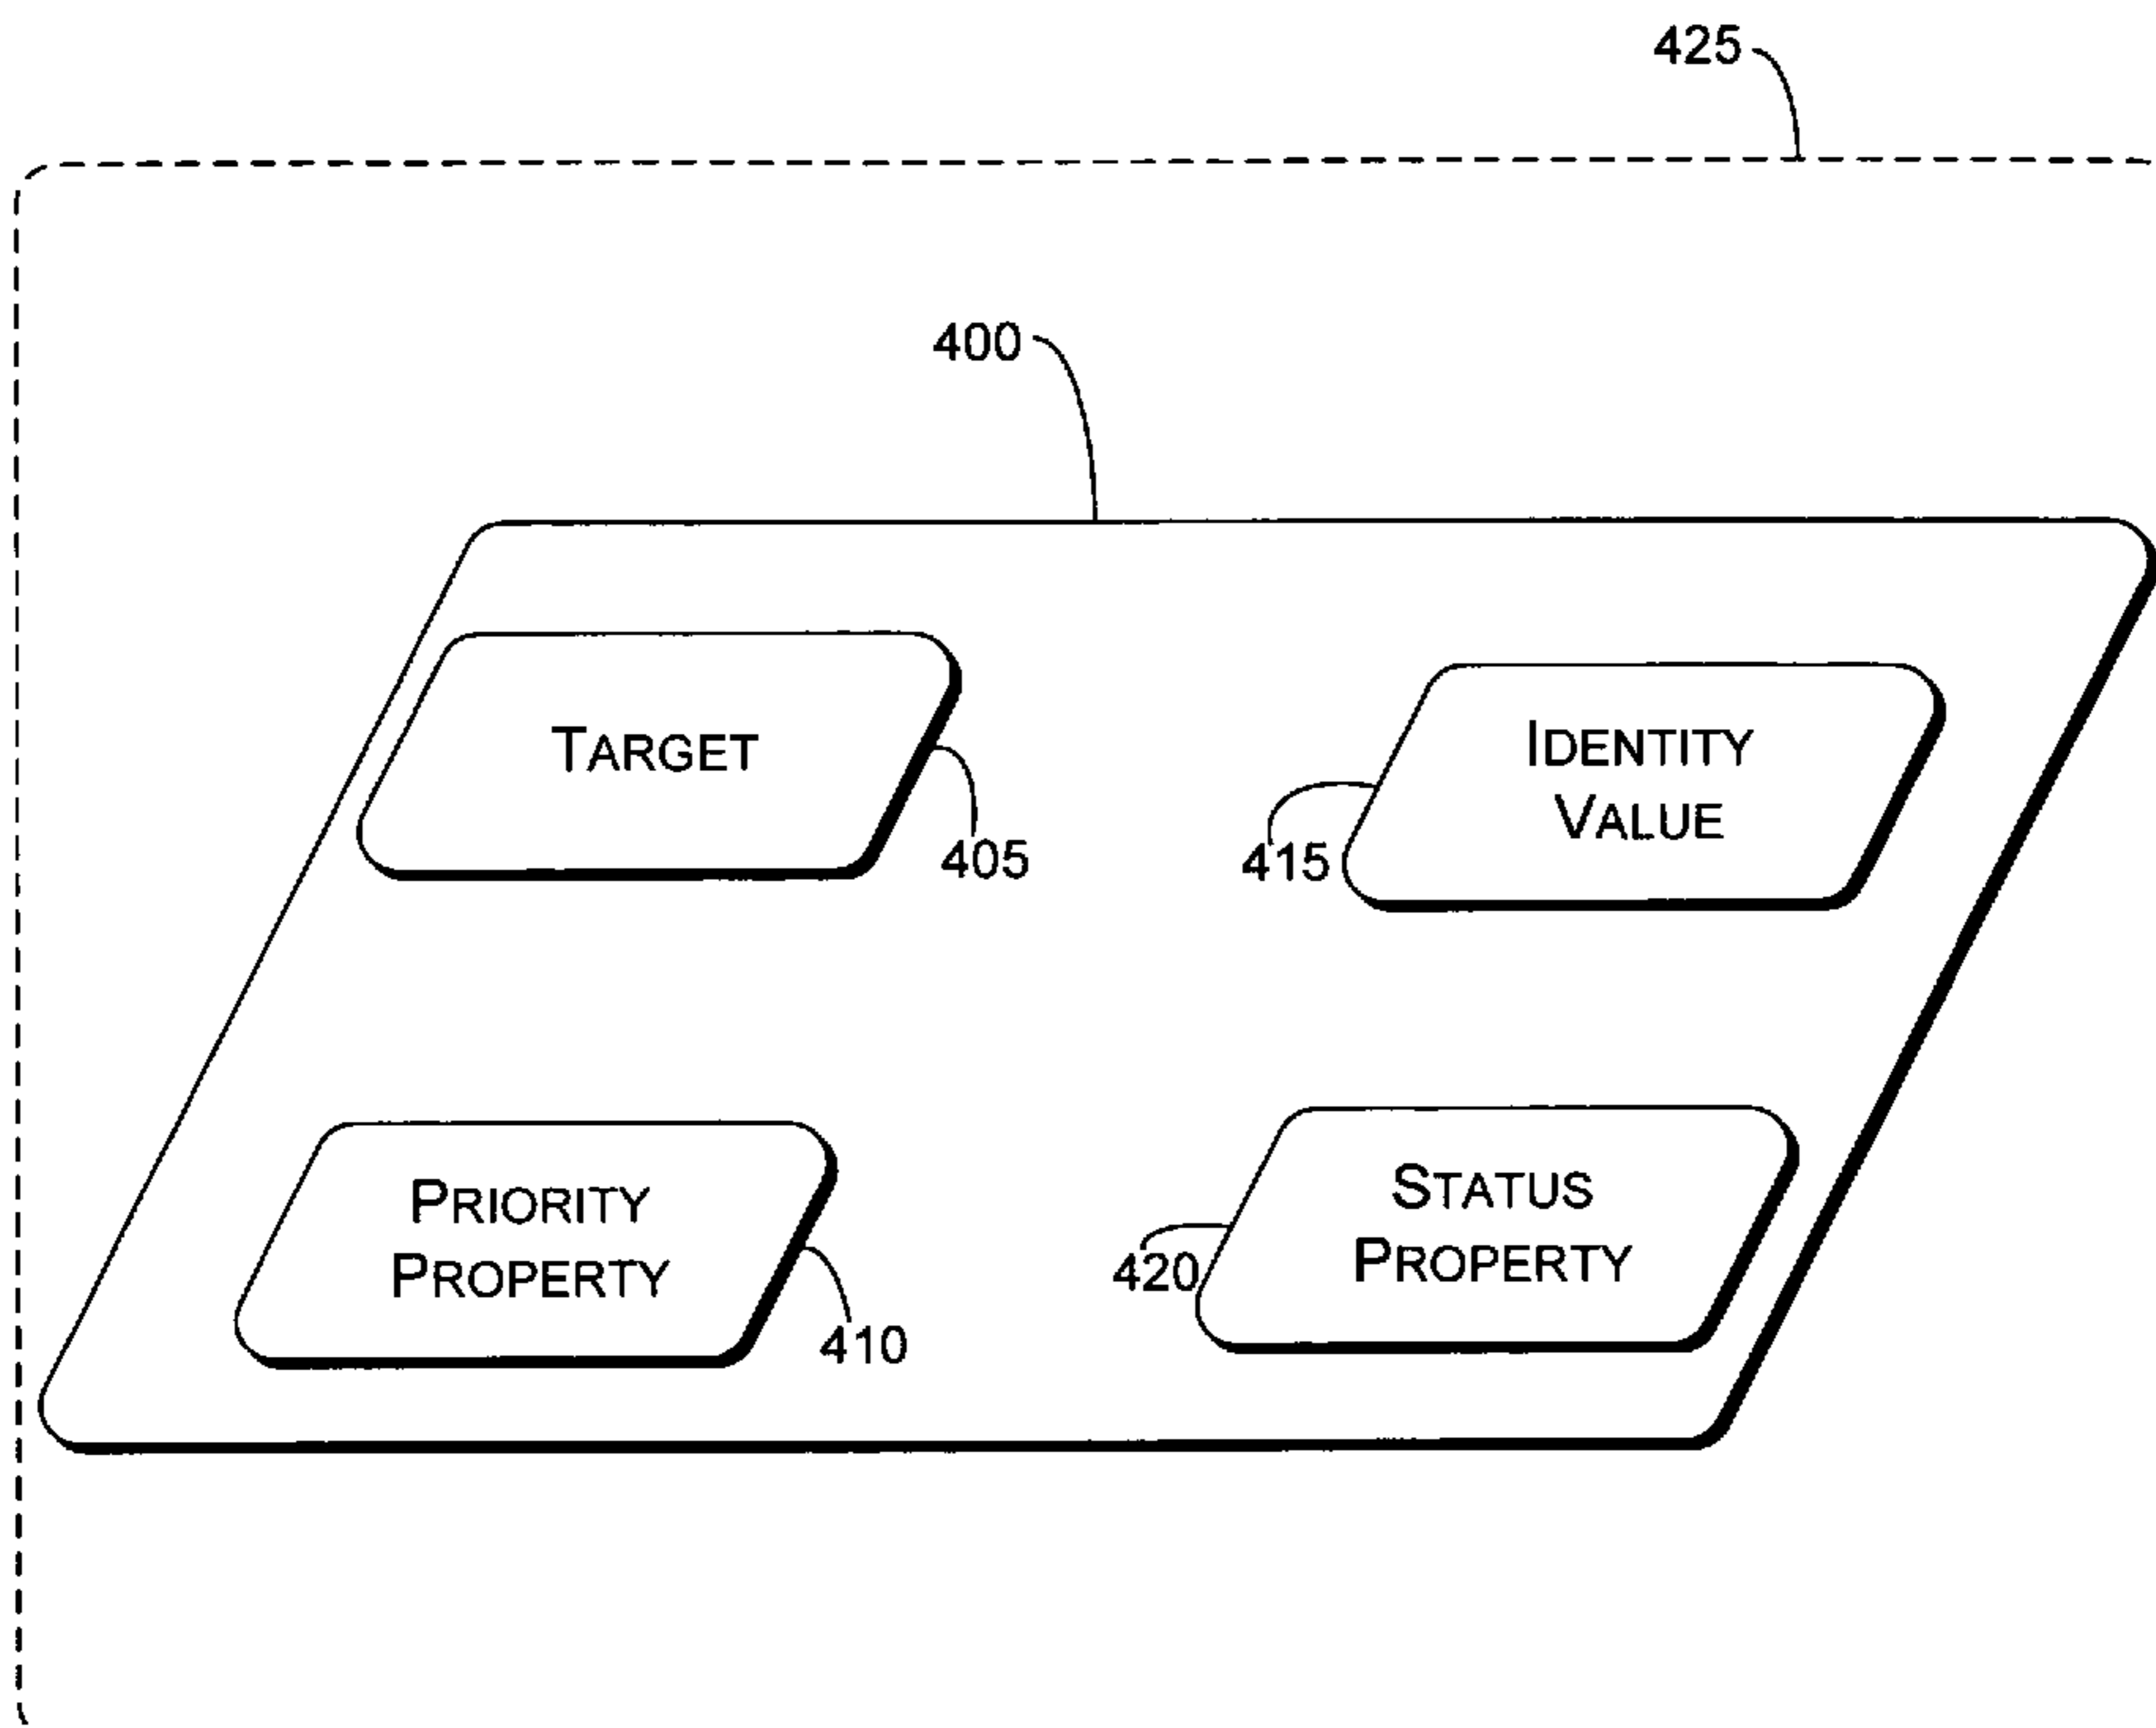 425
400
TARGET
405
IDENTITY
VALUE
415
PRIORITY
PROPERTY
410
STATUS
PROPERTY
420